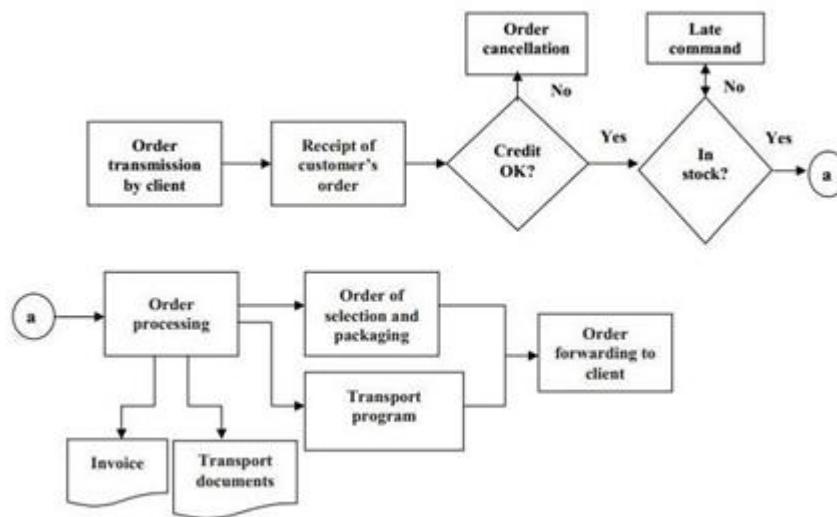 Order
cancellation
Late
command
No
No
Order
transmission
by client
Receipt of
customer's
order
Credit
OK?
Yes
In
stock?
Yes
a
a
Order
processing
Order of
selection and
packaging
Order
forwarding to
client
Transport
program
Invoice
Transport
documents